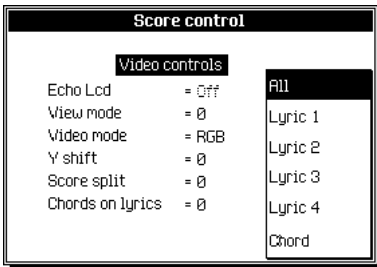 Score control
Video controls
Echo Lcd = Off
View mode = 0
Video mode = RGB
Y shift = 0
Score split = 0
Chords on lyrics = 0
All
Lyric 1
Lyric 2
Lyric 3
Lyric 4
Chord